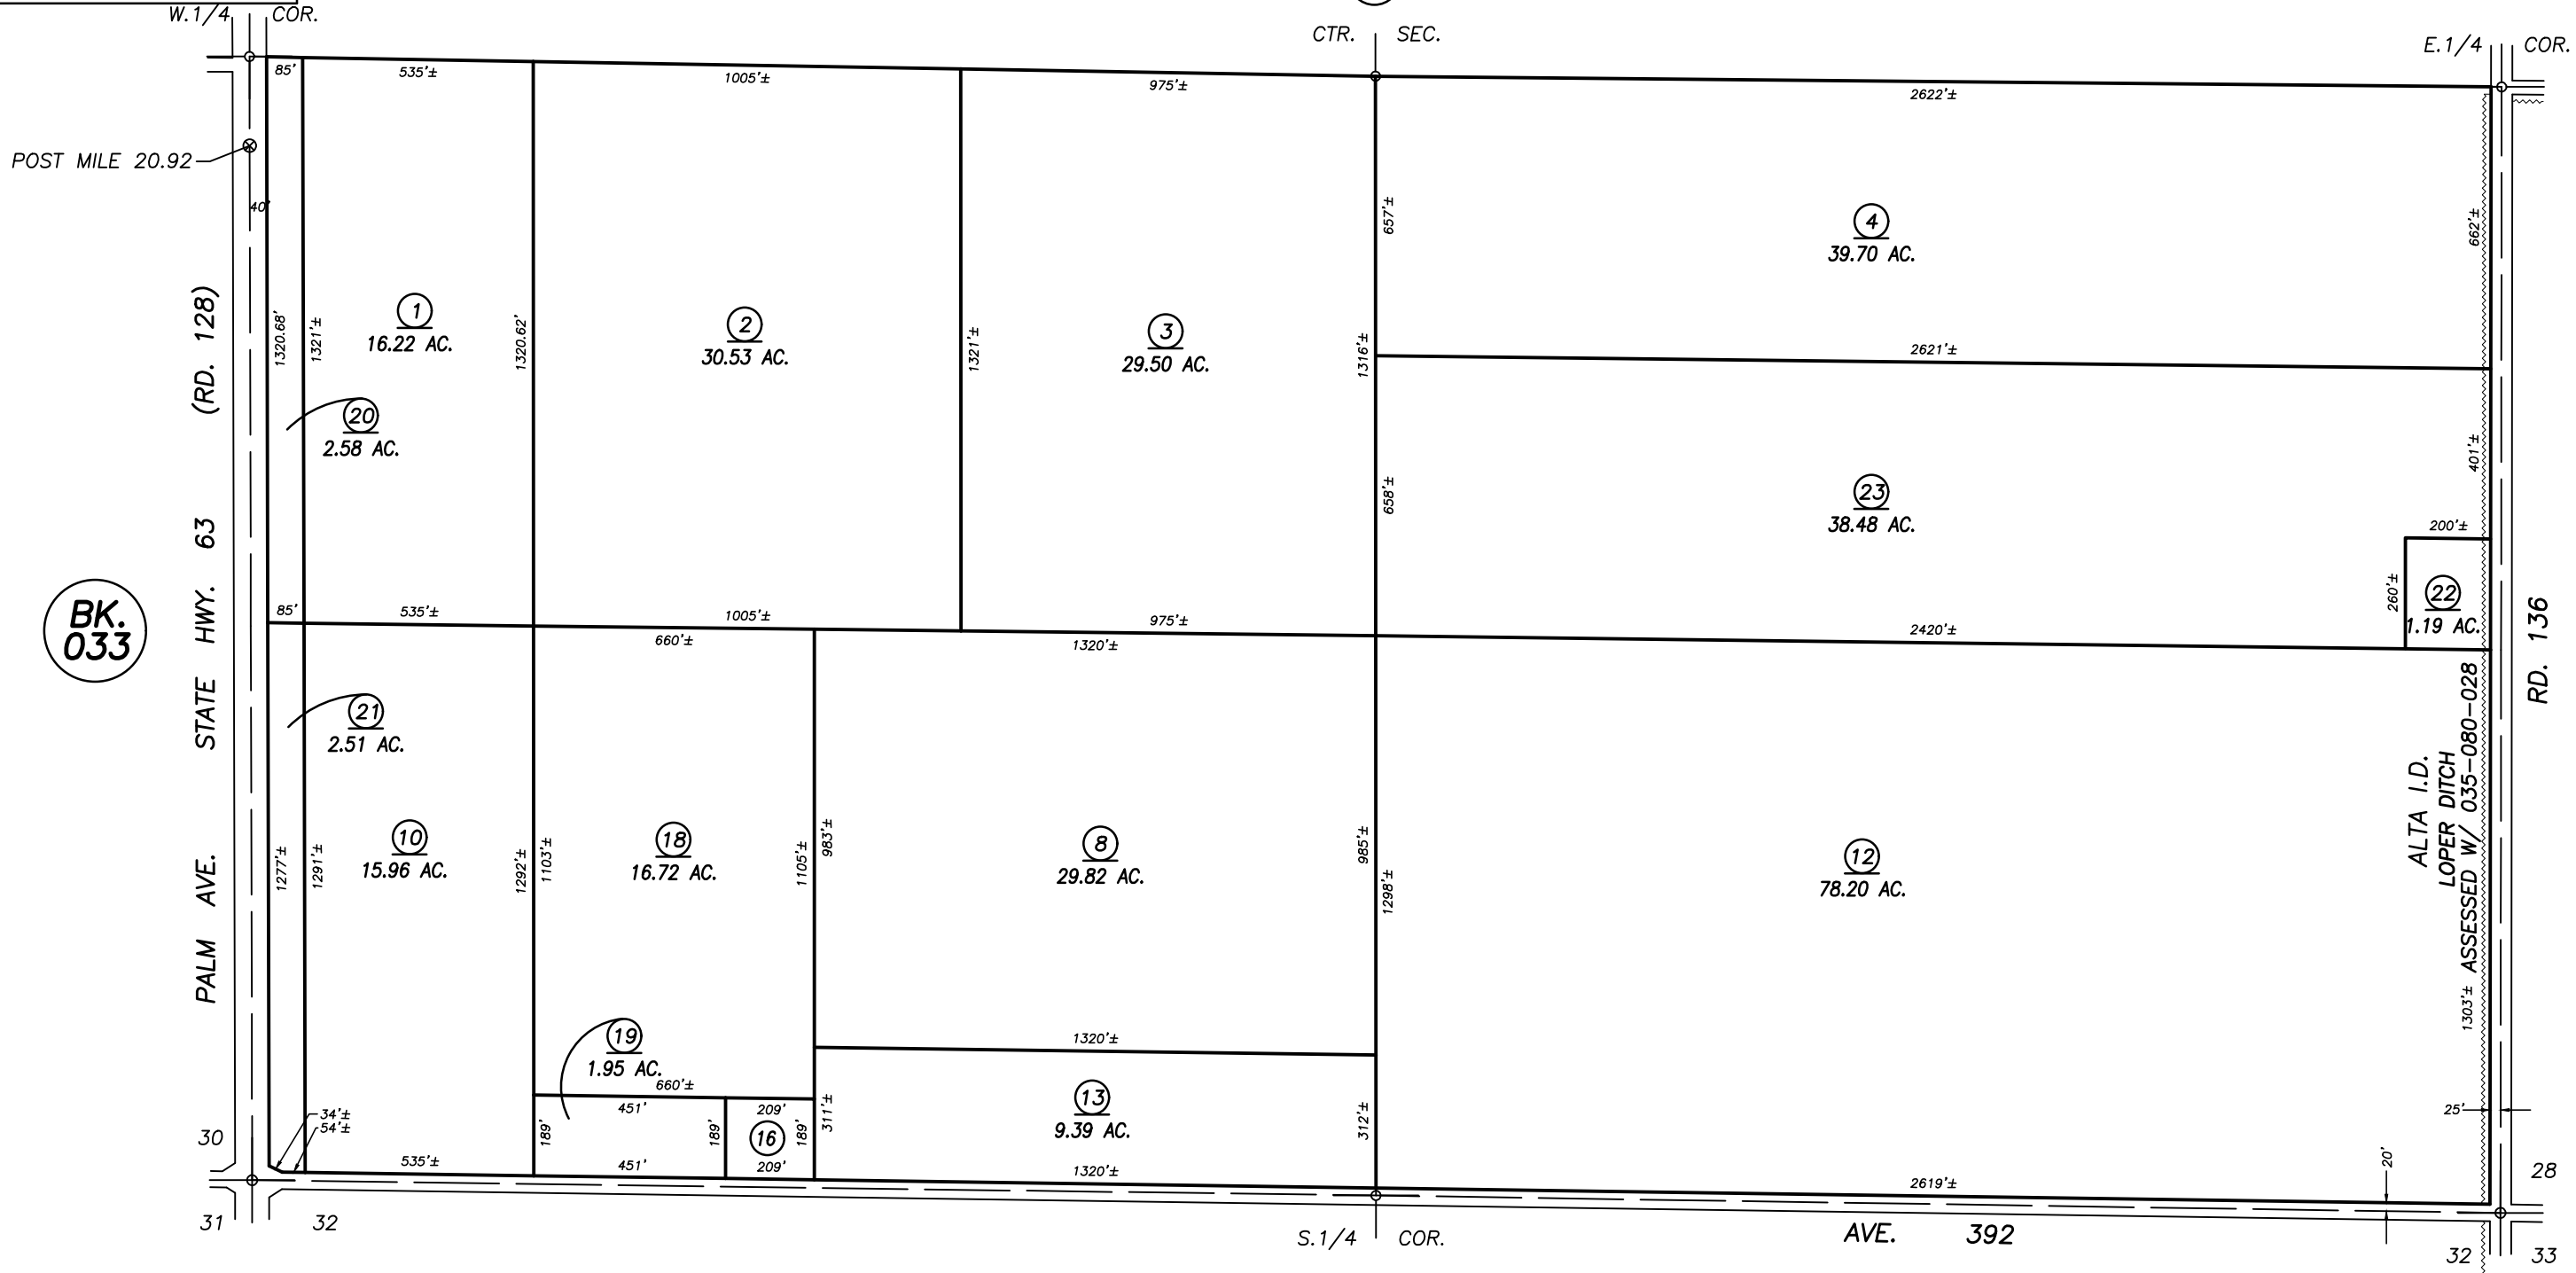 W.1/4 COR.
CTR. SEC.
E.1/4 COR.
85'
535'±
1005'±
975'±
2622'±
POST MILE 20.92
40'
657'±
662'±
4
39.70 AC.
1
16.22 AC.
2
30.53 AC.
3
29.50 AC.
1320.68'
1321'±
1320.62'
1321'±
1316'±
2621'±
20
2.58 AC.
658'±
401'±
23
38.48 AC.
200'±
260'±
22
1.19 AC.
BK.
033
PALM AVE. STATE HWY. 63 (RD. 128)
85'
535'±
1005'±
975'±
2420'±
660'±
1320'±
RD. 136
21
2.51 AC.
10
15.96 AC.
18
16.72 AC.
8
29.82 AC.
12
78.20 AC.
1277'±
1291'±
1292'±
1103'±
1105'±
983'±
985'±
1298'±
ALTA I.D.
LOPER DITCH
1303'± ASSESSED W/ 035-080-028
19
1.95 AC.
660'±
1320'±
451'
209'
13
9.39 AC.
34'±
54'±
189'
189'
16
189'
311'±
312'±
25'
20'
30
535'±
451'
209'
1320'±
2619'±
28
31
32
S.1/4 COR.
AVE. 392
32
33